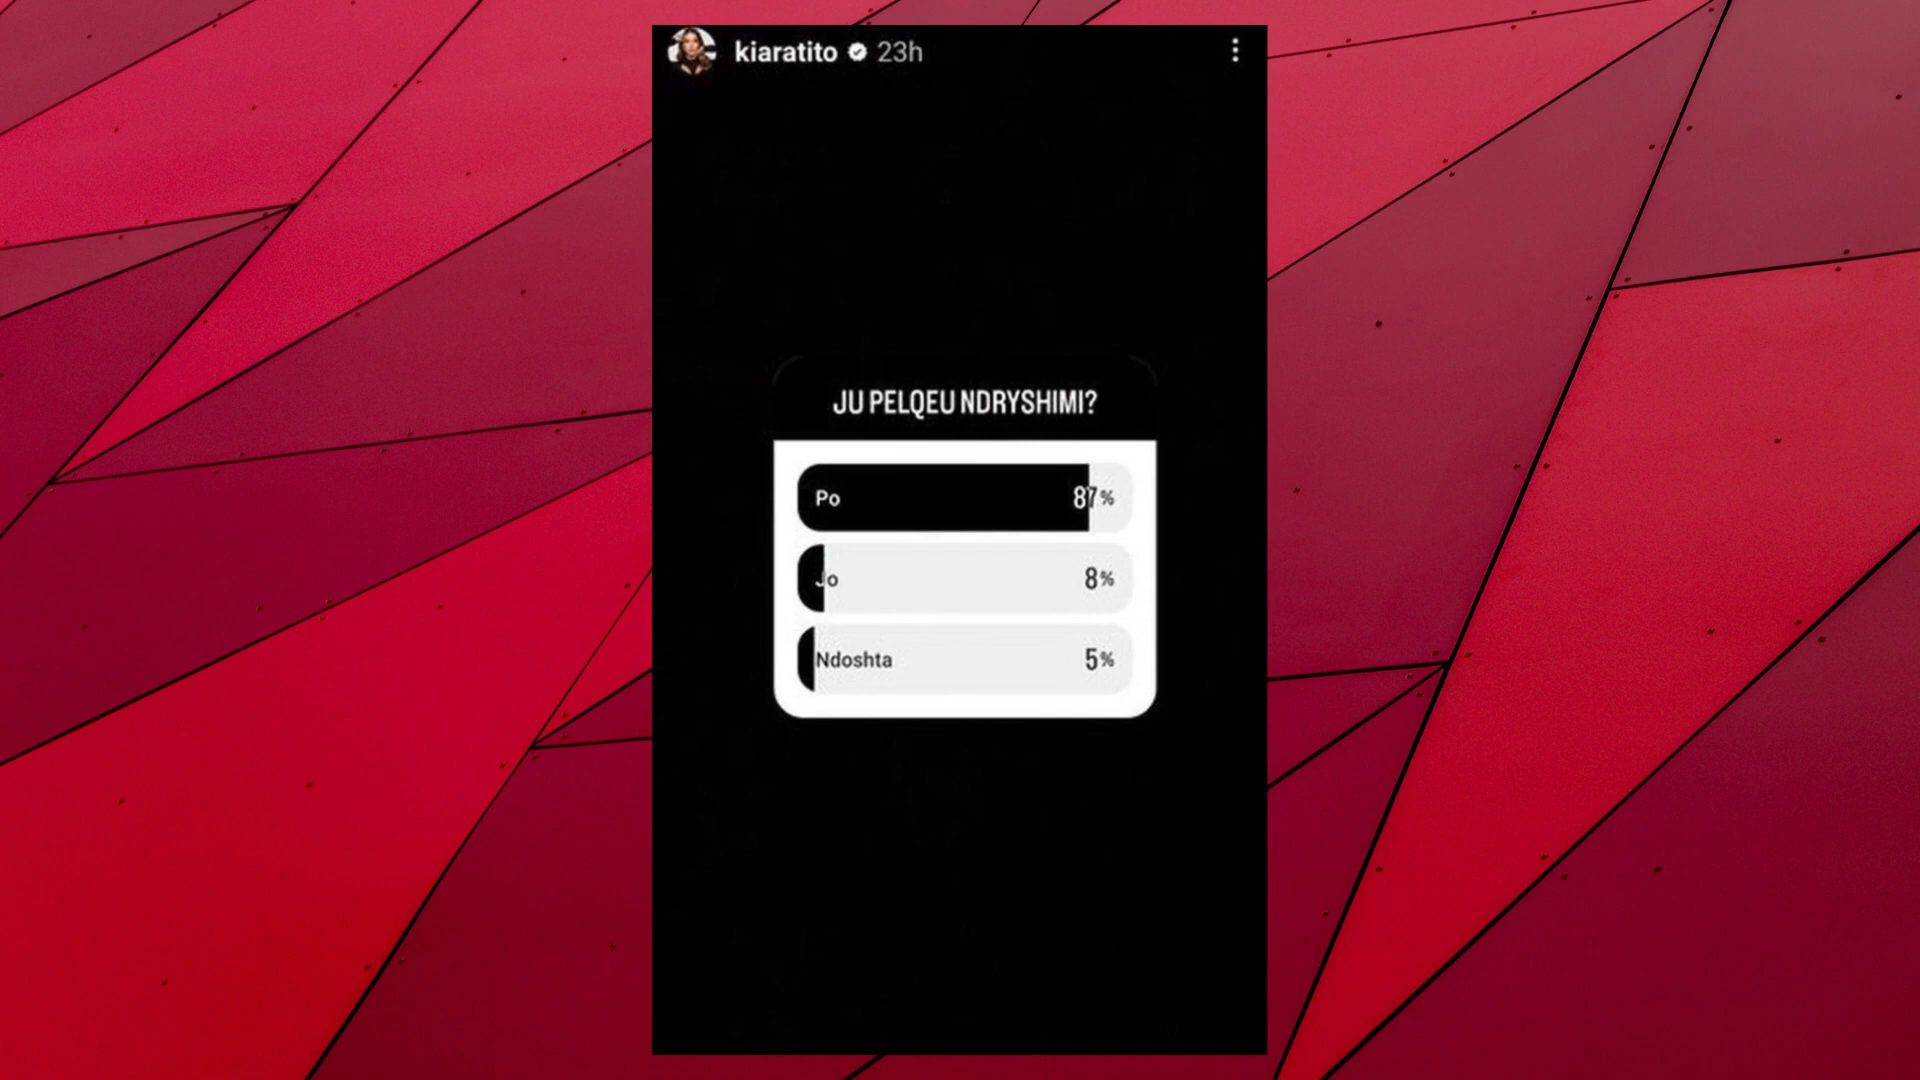 kiaratito 23h
JU PELQEU NDRYSHIMI?
Po 87%
Jo 8%
Ndoshta 5%